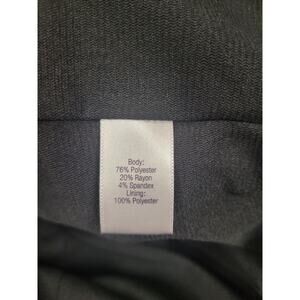 Body:
76% Polyester
20% Rayon
4% Spandex
Lining:
100% Polyester